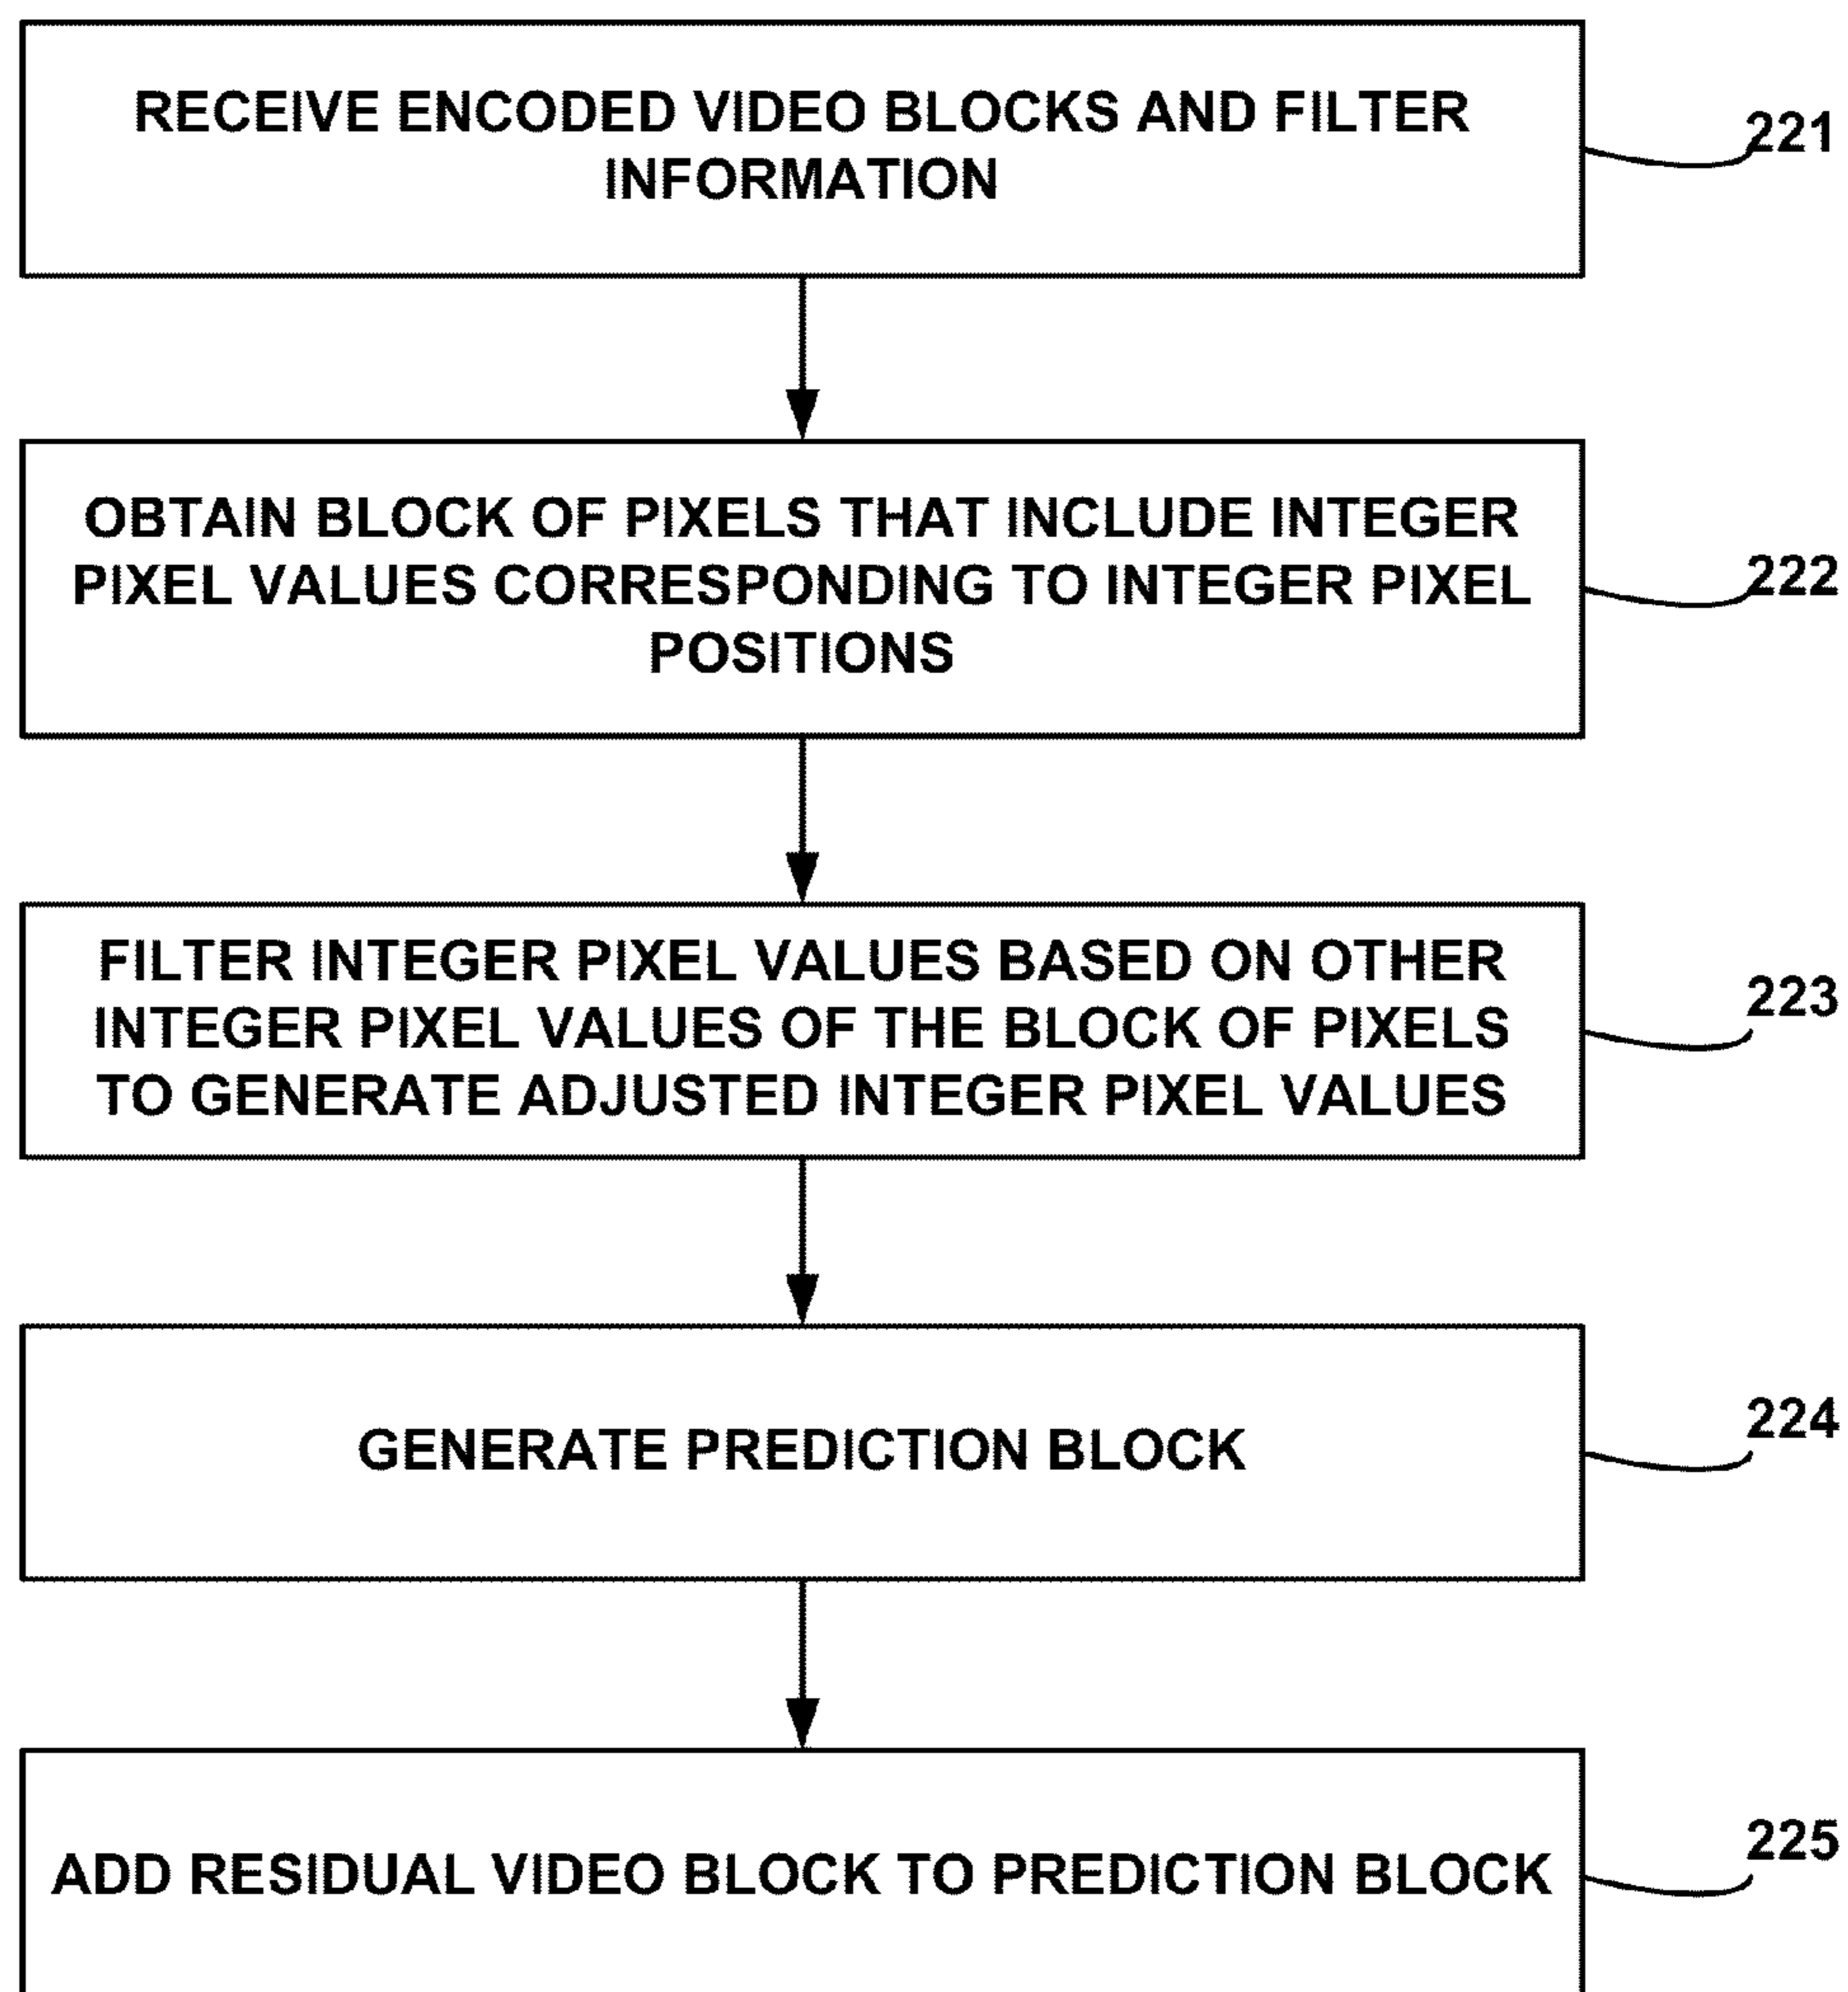 RECEIVE ENCODED VIDEO BLOCKS AND FILTER
INFORMATION
221
OBTAIN BLOCK OF PIXELS THAT INCLUDE INTEGER
PIXEL VALUES CORRESPONDING TO INTEGER PIXEL
POSITIONS
222
FILTER INTEGER PIXEL VALUES BASED ON OTHER
INTEGER PIXEL VALUES OF THE BLOCK OF PIXELS
TO GENERATE ADJUSTED INTEGER PIXEL VALUES
223
GENERATE PREDICTION BLOCK
224
ADD RESIDUAL VIDEO BLOCK TO PREDICTION BLOCK
225